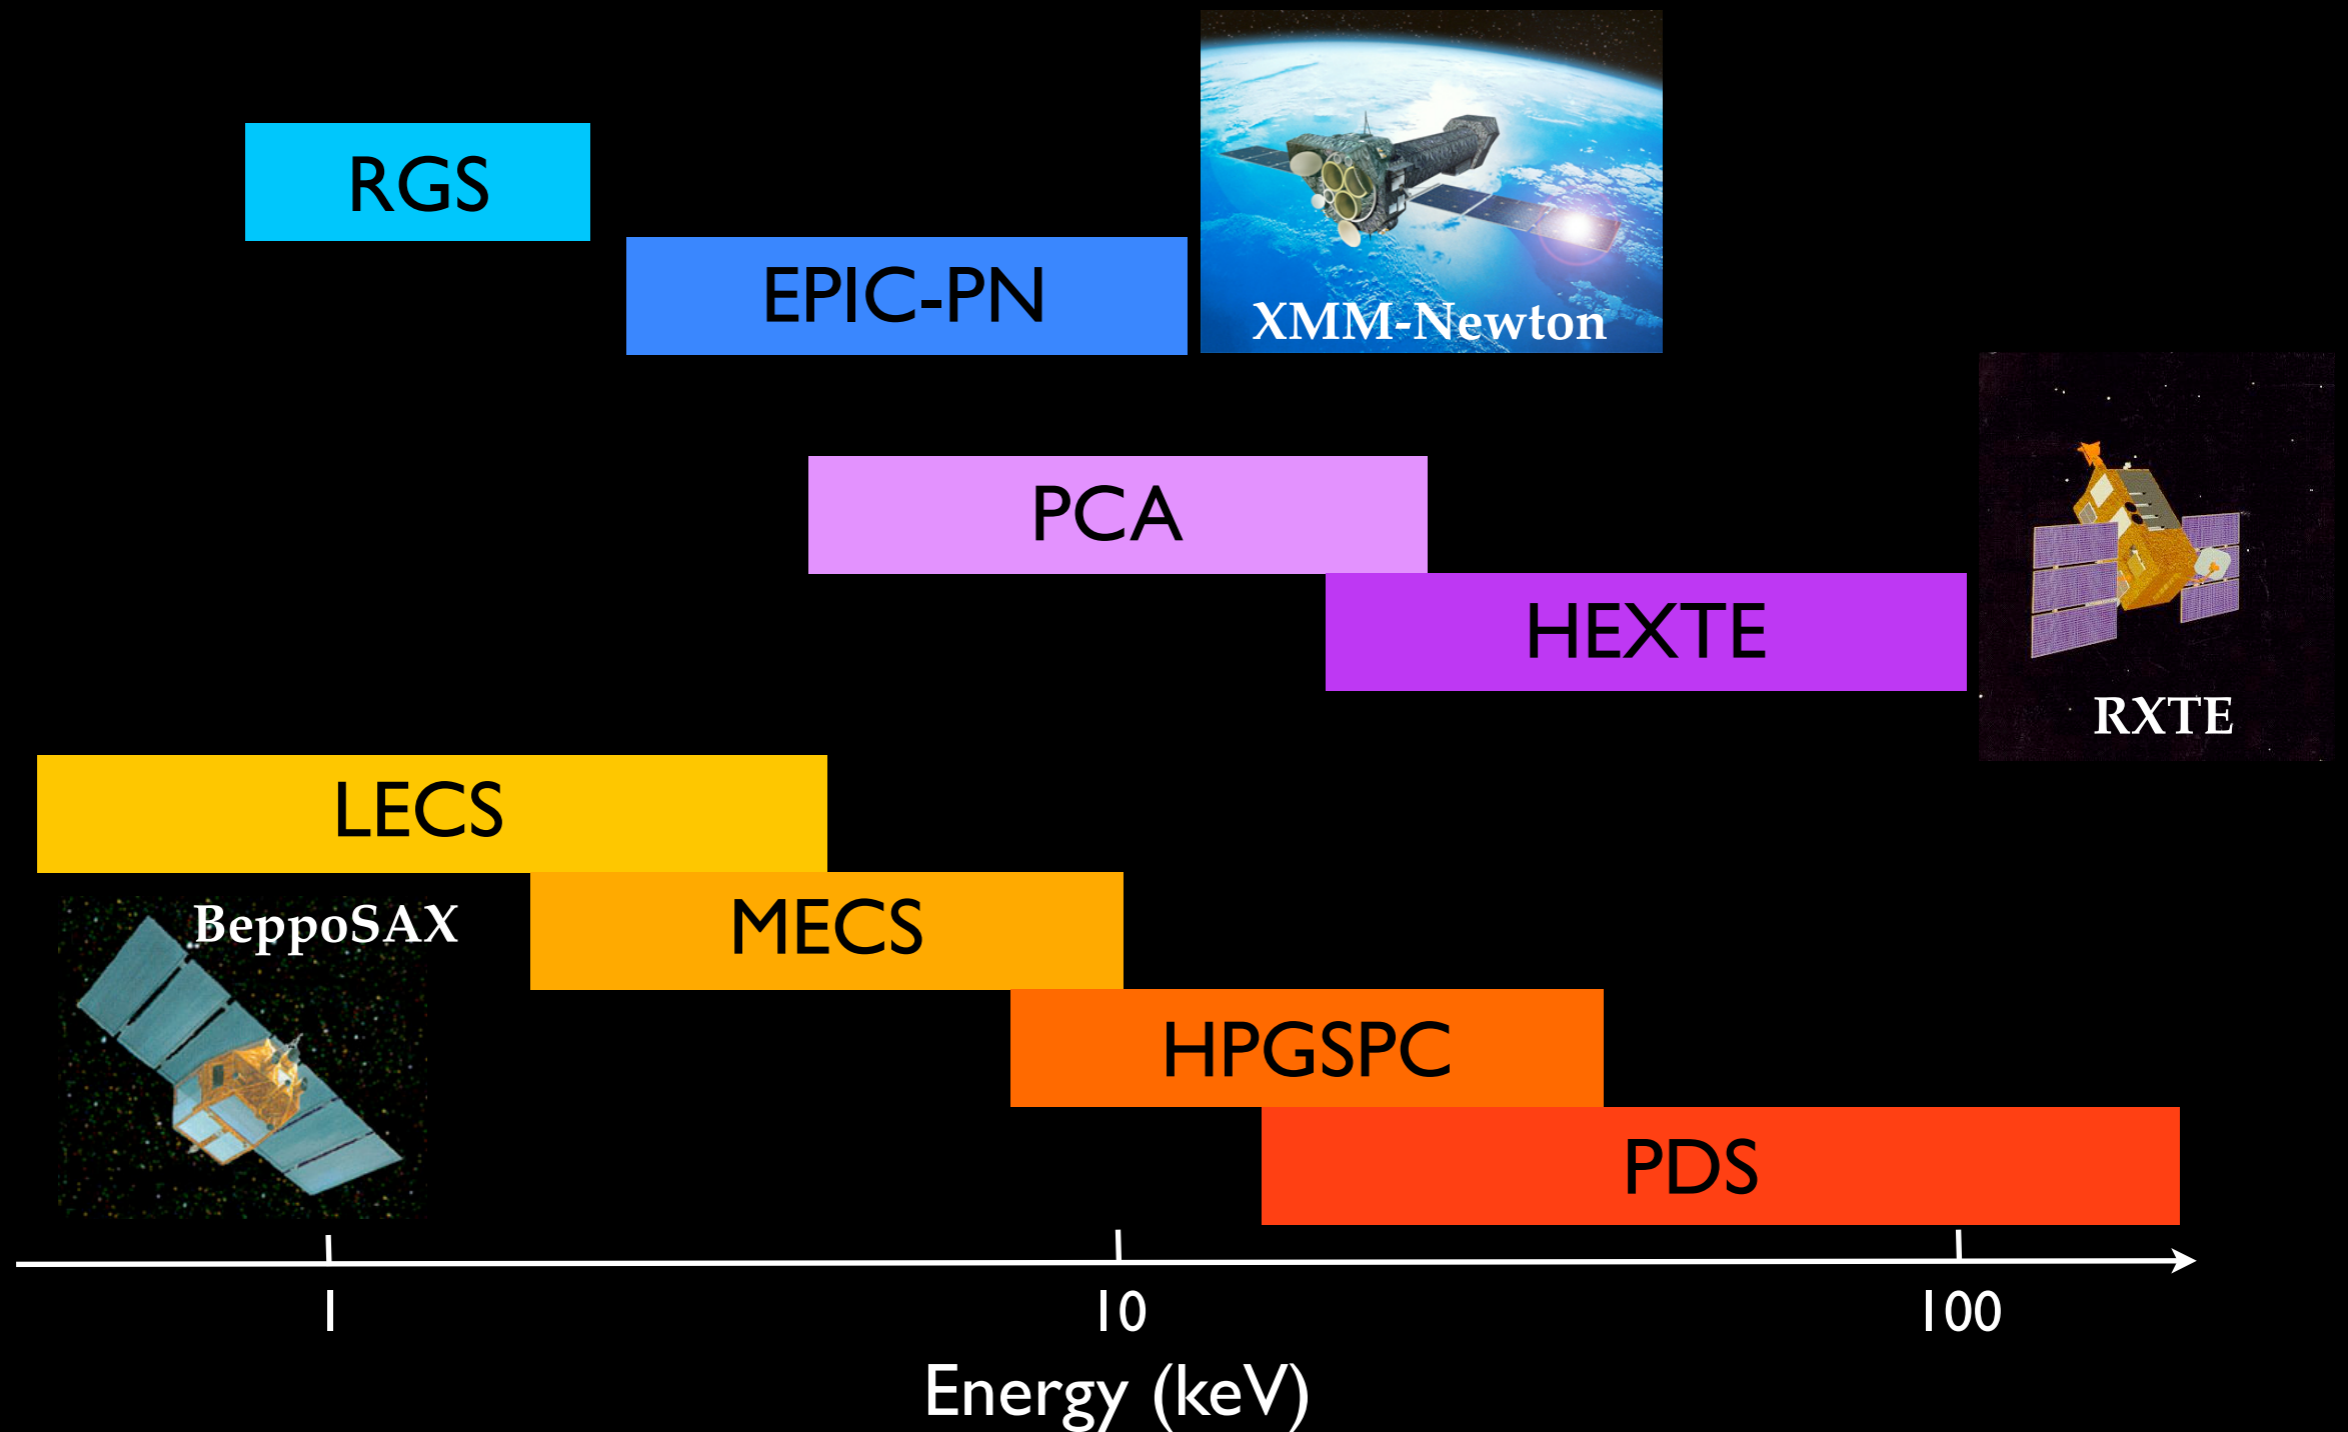 RGS
EPIC-PN
XMM-Newton
PCA
HEXTE
RXTE
LECS
BeppoSAX
MECS
HPGSPC
PDS
1 10 100
Energy (keV)